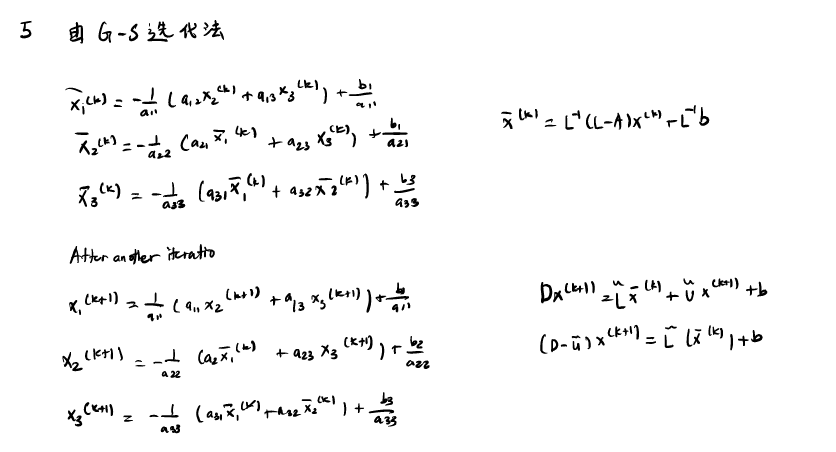 5 由 G-S 迭代法
x̄₁⁽ᵏ⁾ = -1/a₁₁ (a₁₂x₂⁽ᵏ⁾ + a₁₃x₃⁽ᵏ⁾) + b₁/a₁₁
x̄⁽ᵏ⁾ = L⁻¹(L-A)x⁽ᵏ⁾ + L⁻¹b
x̄₂⁽ᵏ⁾ = -1/a₂₂ (a₂₁x̄₁⁽ᵏ⁾ + a₂₃x₃⁽ᵏ⁾) + b₁/a₂₁
x̄₃⁽ᵏ⁾ = -1/a₃₃ (a₃₁x̄₁⁽ᵏ⁾ + a₃₂x̄₂⁽ᵏ⁾) + b₃/a₃₃
After another iteratio
x₁⁽ᵏ⁺¹⁾ = 1/a₁₁ (a₁₁x₂⁽ᵏ⁺¹⁾ + a₁₃x₃⁽ᵏ⁺¹⁾) + b/a₁₁
Dx⁽ᵏ⁺¹⁾ = L̃x̄⁽ᵏ⁾ + Ũx⁽ᵏ⁺¹⁾ + b
x₂⁽ᵏ⁺¹⁾ = -1/a₂₂ (a₂x̄₁⁽ᵏ⁾ + a₂₃x₃⁽ᵏ⁺¹⁾) + b₂/a₂₂
(D-ũ)x⁽ᵏ⁺¹⁾ = L̃(x̄⁽ᵏ⁾) + b
x₃⁽ᵏ⁺¹⁾ = -1/a₃₃ (a₃₁x̄₁⁽ᵏ⁾ + a₃₂x̄₂⁽ᵏ⁾) + b₃/a₃₃